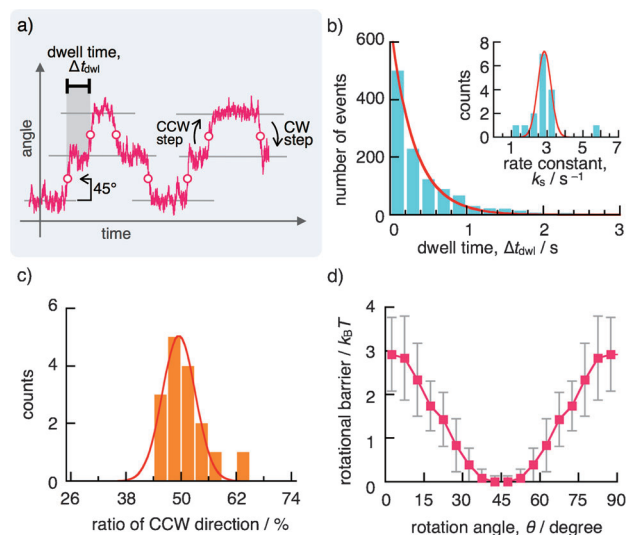 a)
dwell time,
Δt_dwl
angle
CCW
step
CW
step
45°
time
b)
number of events
600
400
200
0
0
1
2
3
dwell time, Δt_dwl / s
counts
8
6
4
2
0
1
3
5
7
rate constant,
k_s / s⁻¹
c)
counts
6
4
2
0
26
38
50
62
74
ratio of CCW direction / %
d)
rotational barrier / k_BT
4
3
2
1
0
0
15
30
45
60
75
90
rotation angle, θ / degree